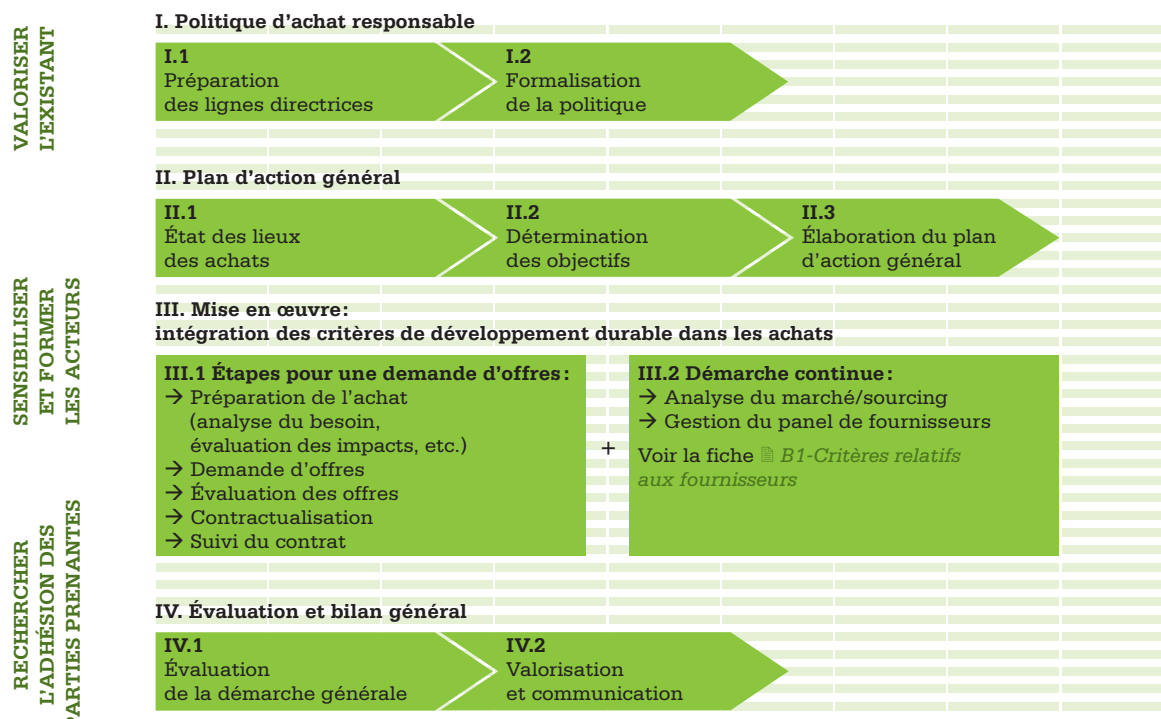 VALORISER
L'EXISTANT
SENSIBILISER
ET FORMER
LES ACTEURS
RECHERCHER
L'ADHÉSION DES
PARTIES PRENANTES
I. Politique d'achat responsable
I.1
Préparation
des lignes directrices
I.2
Formalisation
de la politique
II. Plan d'action général
II.1
État des lieux
des achats
II.2
Détermination
des objectifs
II.3
Élaboration du plan
d'action général
III. Mise en œuvre:
intégration des critères de développement durable dans les achats
III.1 Étapes pour une demande d'offres:
→ Préparation de l'achat
(analyse du besoin,
évaluation des impacts, etc.)
→ Demande d'offres
→ Évaluation des offres
→ Contractualisation
→ Suivi du contrat
+
III.2 Démarche continue:
→ Analyse du marché/sourcing
→ Gestion du panel de fournisseurs
Voir la fiche B1-Critères relatifs
aux fournisseurs
IV. Évaluation et bilan général
IV.1
Évaluation
de la démarche générale
IV.2
Valorisation
et communication